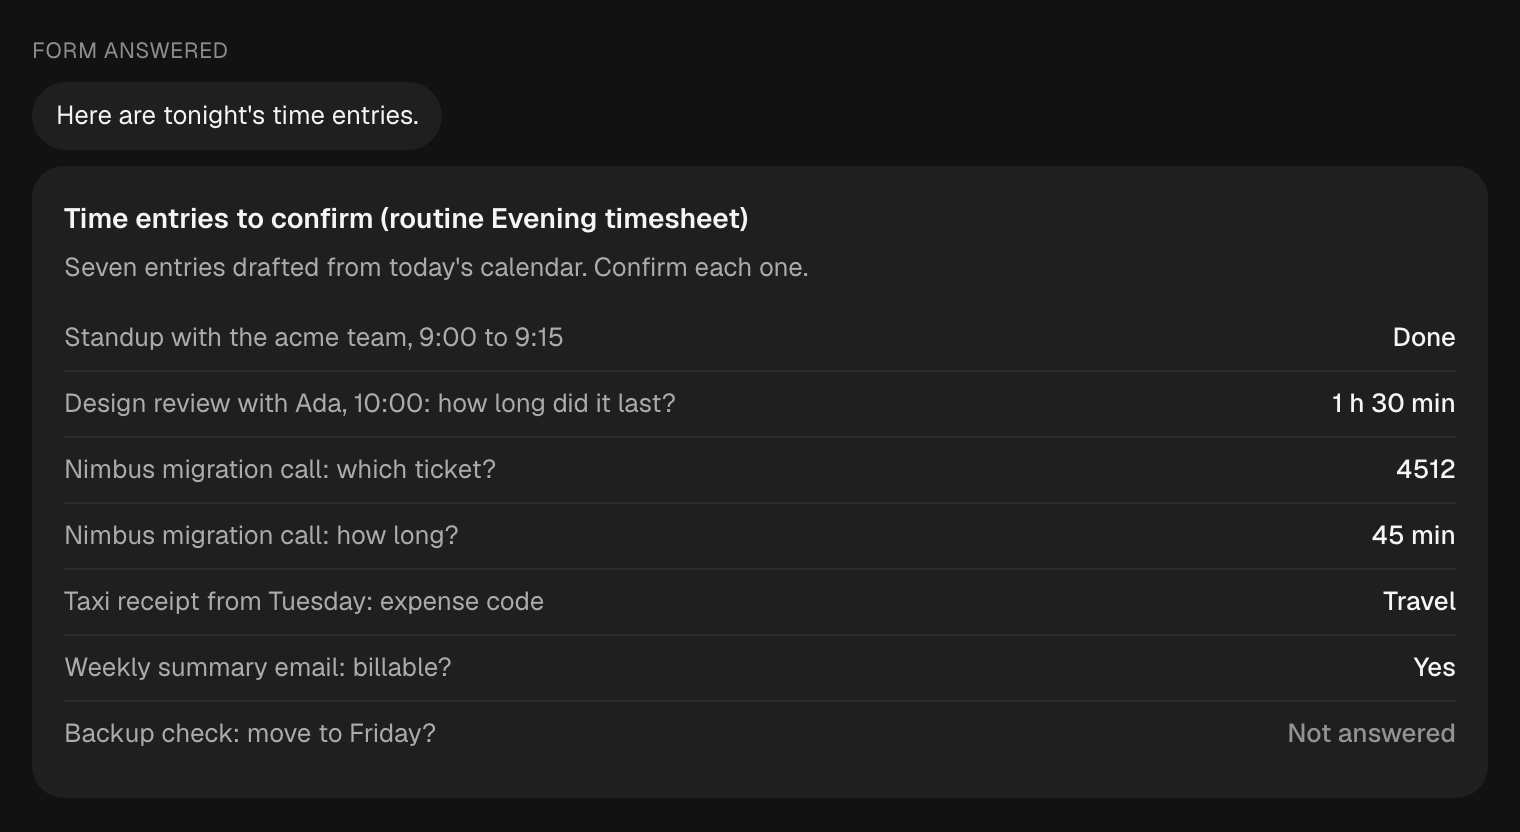 FORM ANSWERED
Here are tonight's time entries.
Time entries to confirm (routine Evening timesheet)
Seven entries drafted from today's calendar. Confirm each one.
Standup with the acme team, 9:00 to 9:15 Done
Design review with Ada, 10:00: how long did it last? 1 h 30 min
Nimbus migration call: which ticket? 4512
Nimbus migration call: how long? 45 min
Taxi receipt from Tuesday: expense code Travel
Weekly summary email: billable? Yes
Backup check: move to Friday? Not answered